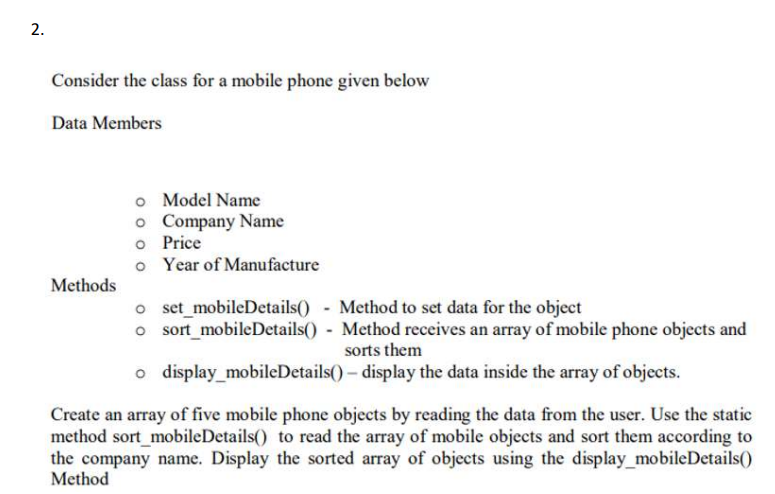 2.
Consider the class for a mobile phone given below
Data Members
o Model Name
o Company Name
o Price
o Year of Manufacture
Methods
o set_mobileDetails() - Method to set data for the object
o sort_mobileDetails() - Method receives an array of mobile phone objects and
sorts them
o display_mobileDetails() – display the data inside the array of objects.
Create an array of five mobile phone objects by reading the data from the user. Use the static
method sort_mobileDetails() to read the array of mobile objects and sort them according to
the company name. Display the sorted array of objects using the display_mobileDetails()
Method